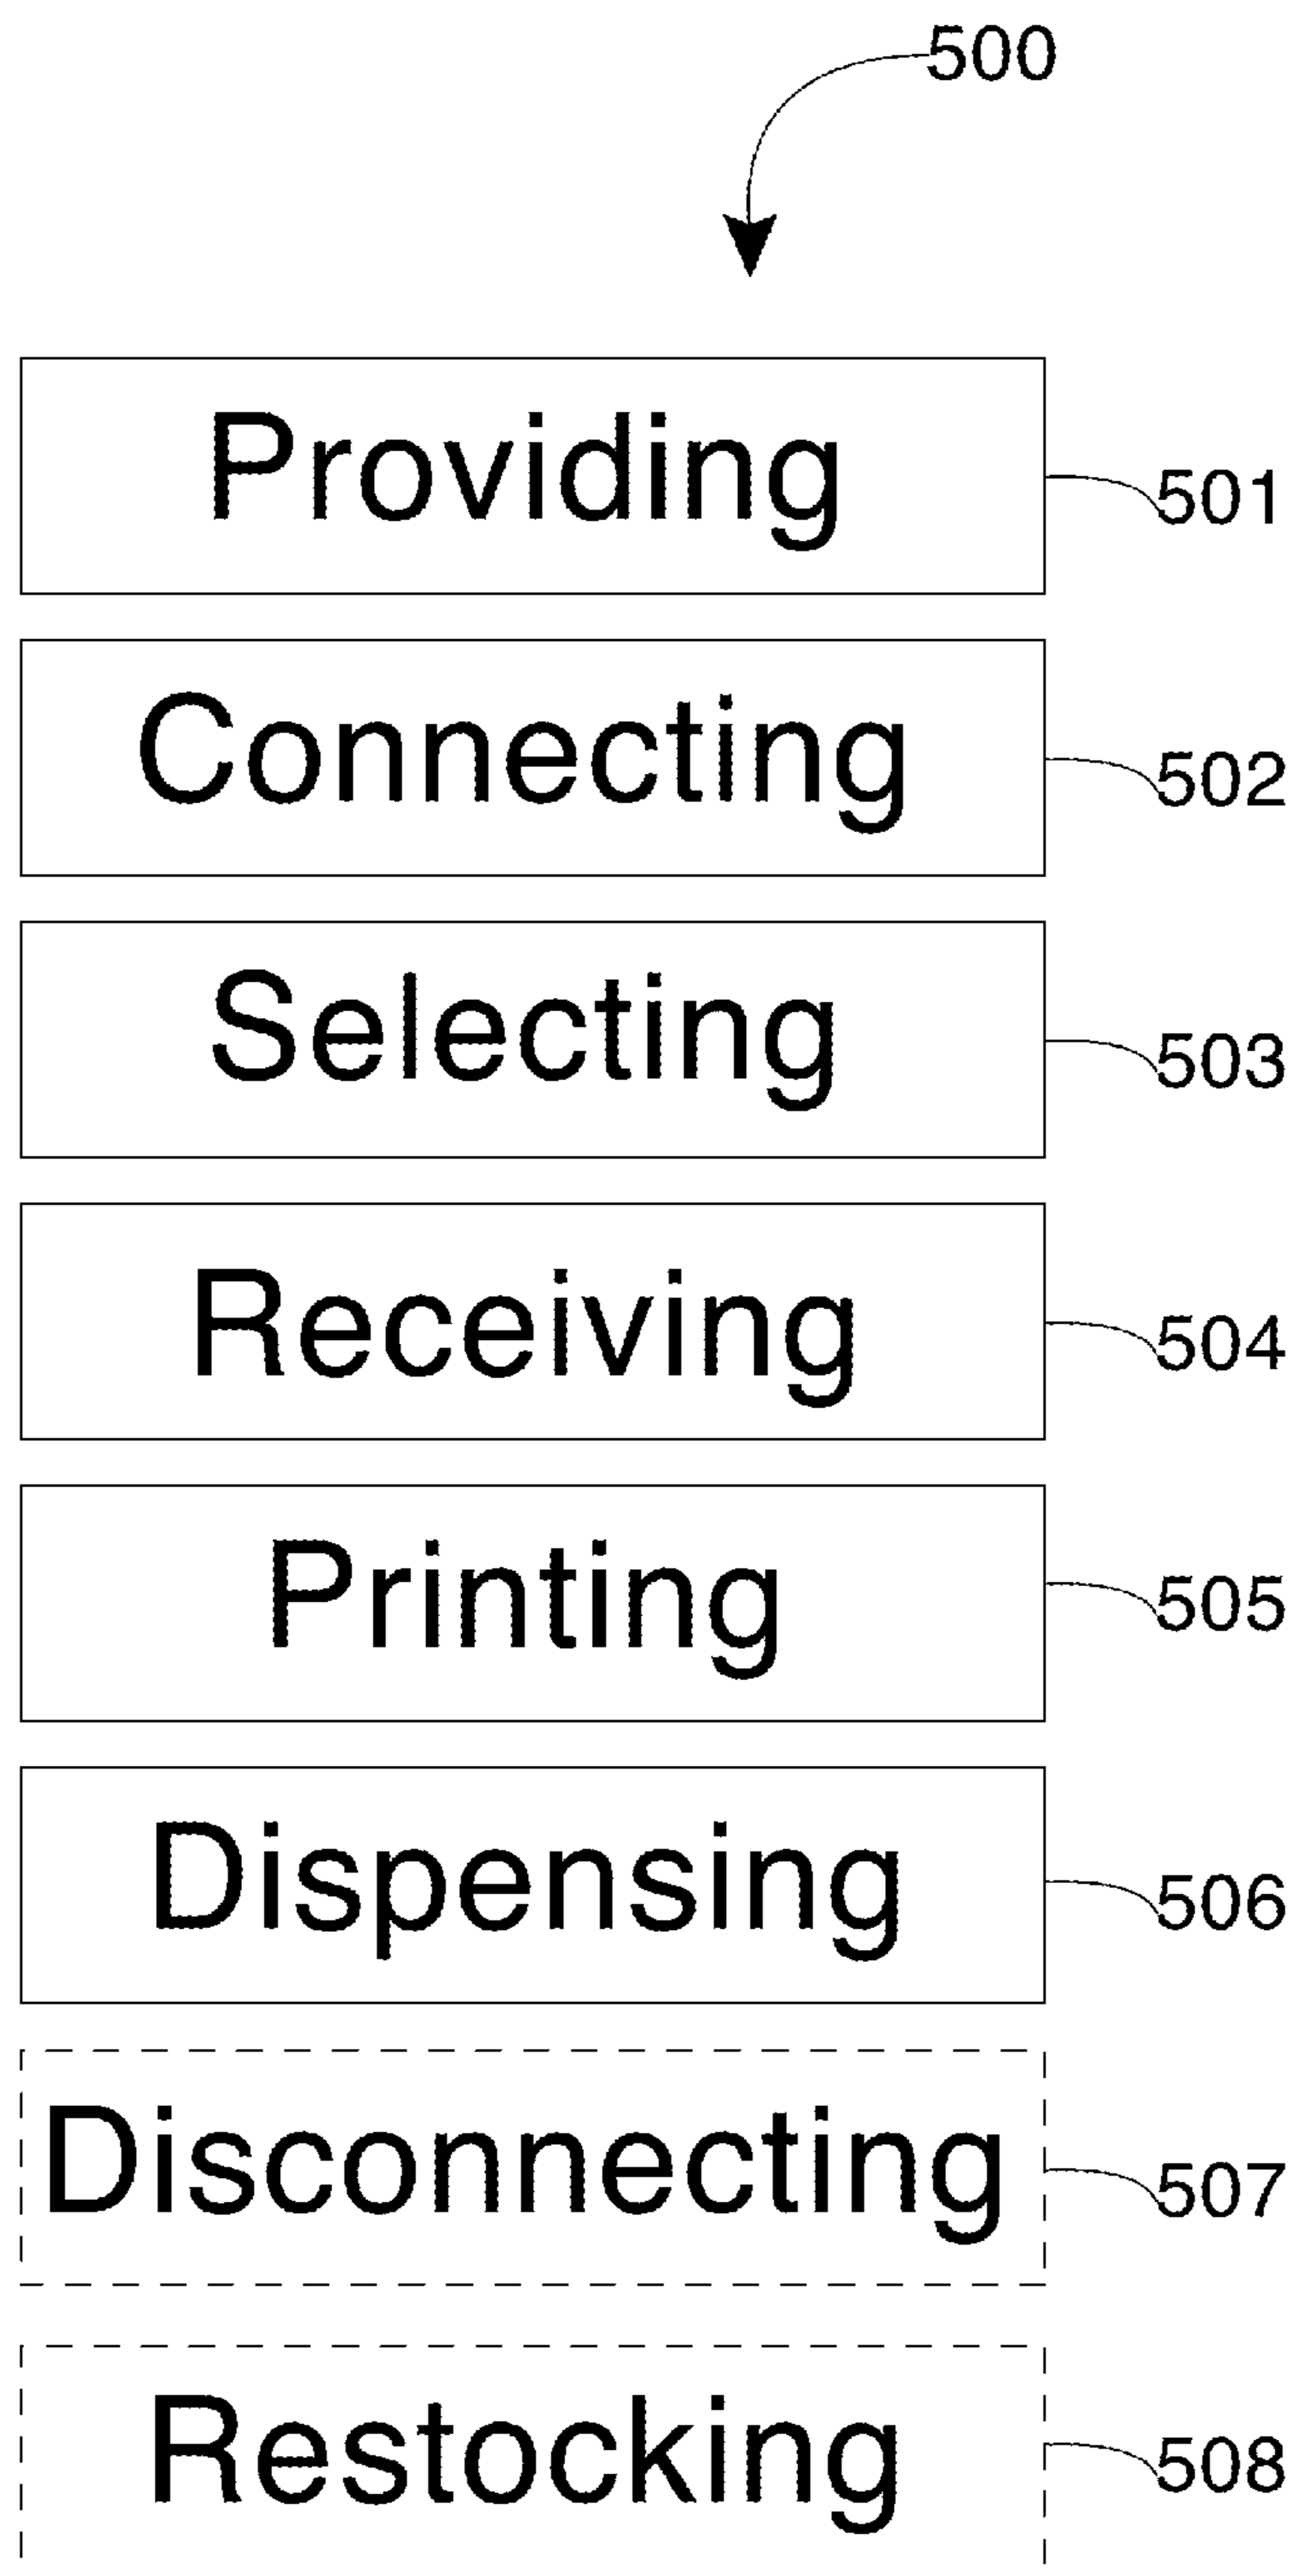 500
Providing 501
Connecting 502
Selecting 503
Receiving 504
Printing 505
Dispensing 506
Disconnecting 507
Restocking 508